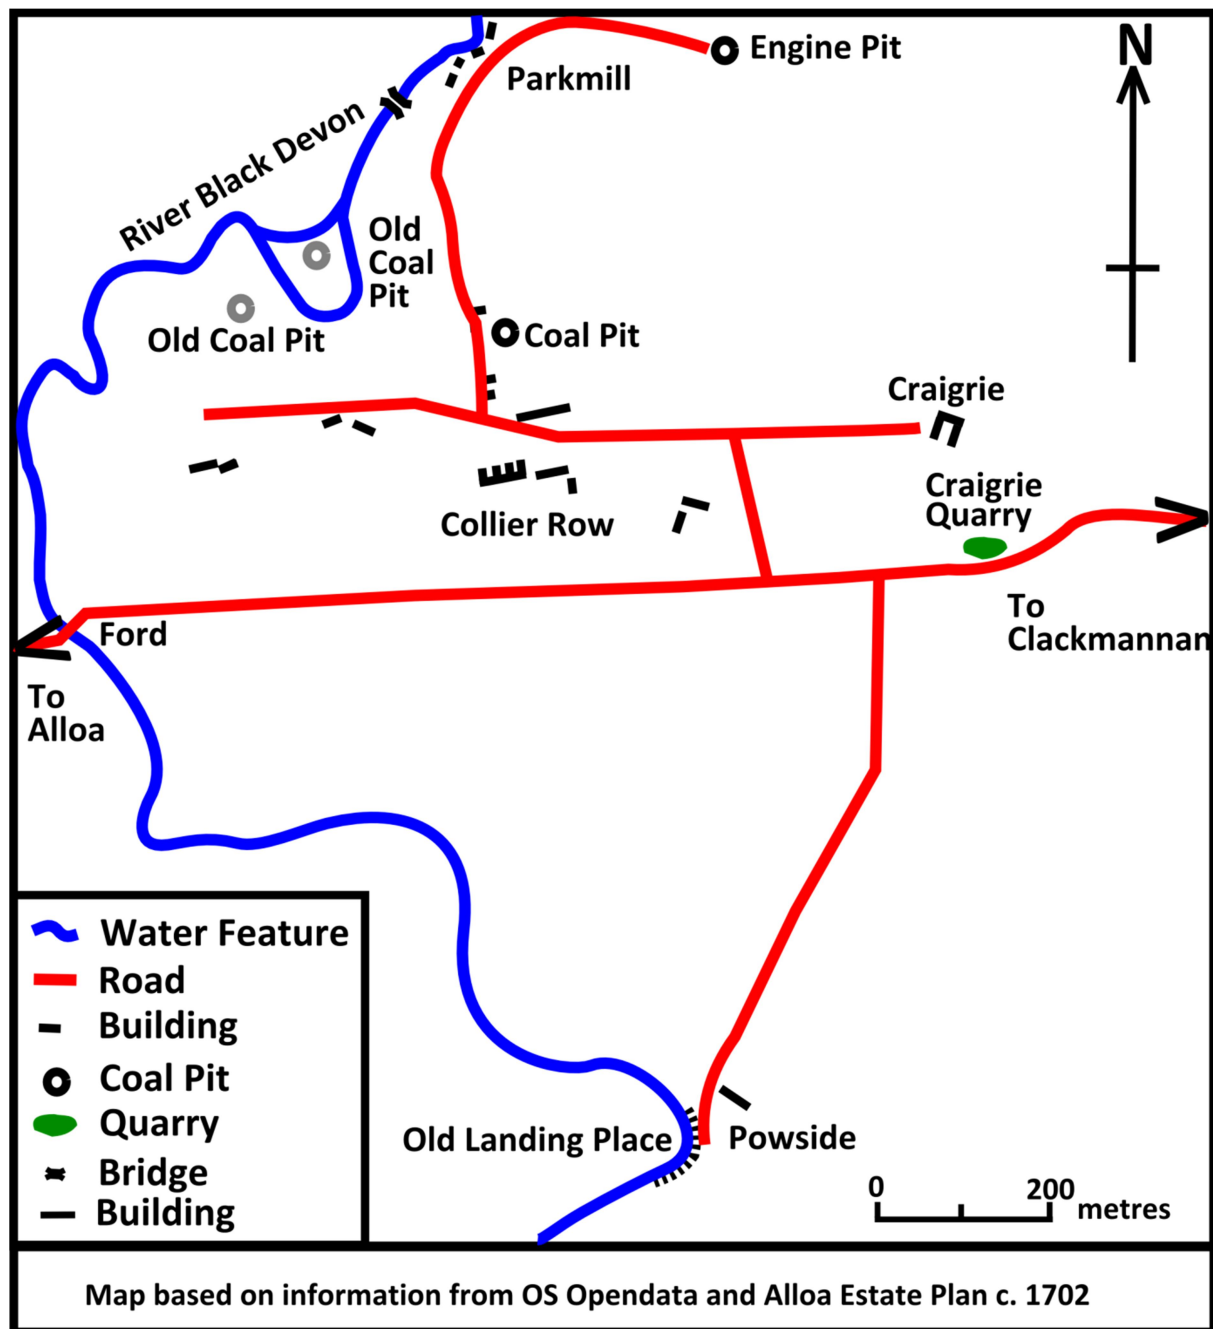 N
Engine Pit
Parkmill
River Black Devon
Old
Coal
Pit
Old Coal Pit
Coal Pit
Craigrie
Craigrie
Quarry
Collier Row
To
Clackmannan
Ford
To
Alloa
Water Feature
Road
Building
Coal Pit
Quarry
Bridge
Building
Old Landing Place
Powside
0 200
metres
Map based on information from OS Opendata and Alloa Estate Plan c. 1702